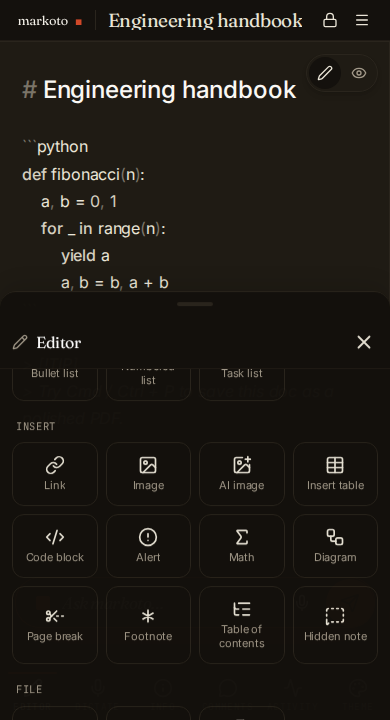 markoto
Engineering handbook
# Engineering handbook
```python
def fibonacci(n):
a, b = 0, 1
for _ in range(n):
yield a
a, b = b, a + b
Editor
Bullet list
Numbered list
Task list
INSERT
Link
Image
AI image
Insert table
Code block
Alert
Math
Diagram
Page break
Footnote
Table of
contents
Hidden note
FILE